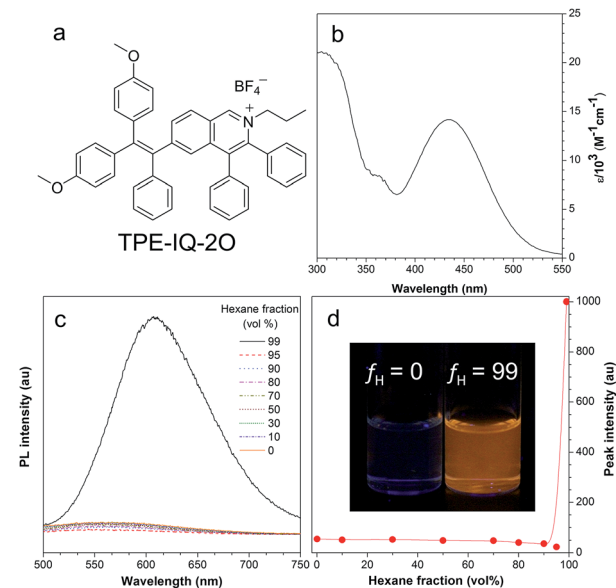 a
O
BF4−
N
+
O
TPE-IQ-2O
b
25
20
15
10
5
0
ε/10³ (M⁻¹cm⁻¹)
300 350 400 450 500 550
Wavelength (nm)
c
Hexane fraction
(vol %)
99
95
90
80
70
50
30
10
0
PL intensity (au)
500 550 600 650 700 750
Wavelength (nm)
d
fH = 0 fH = 99
1000
800
600
400
200
0
Peak intensity (au)
0 20 40 60 80 100
Hexane fraction (vol%)